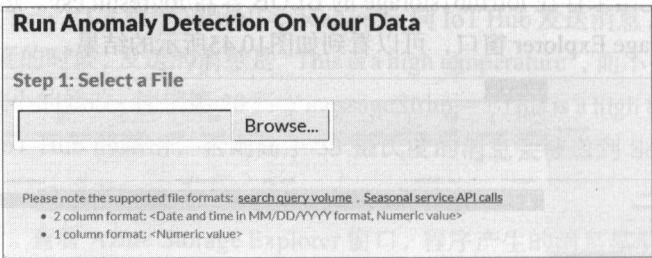 Run Anomaly Detection On Your Data
Step 1: Select a File
Browse...
Please note the supported file formats: search query volume , Seasonal service API calls
• 2 column format: <Date and time in MM/DD/YYYY format, Numeric value>
• 1 column format: <Numeric value>